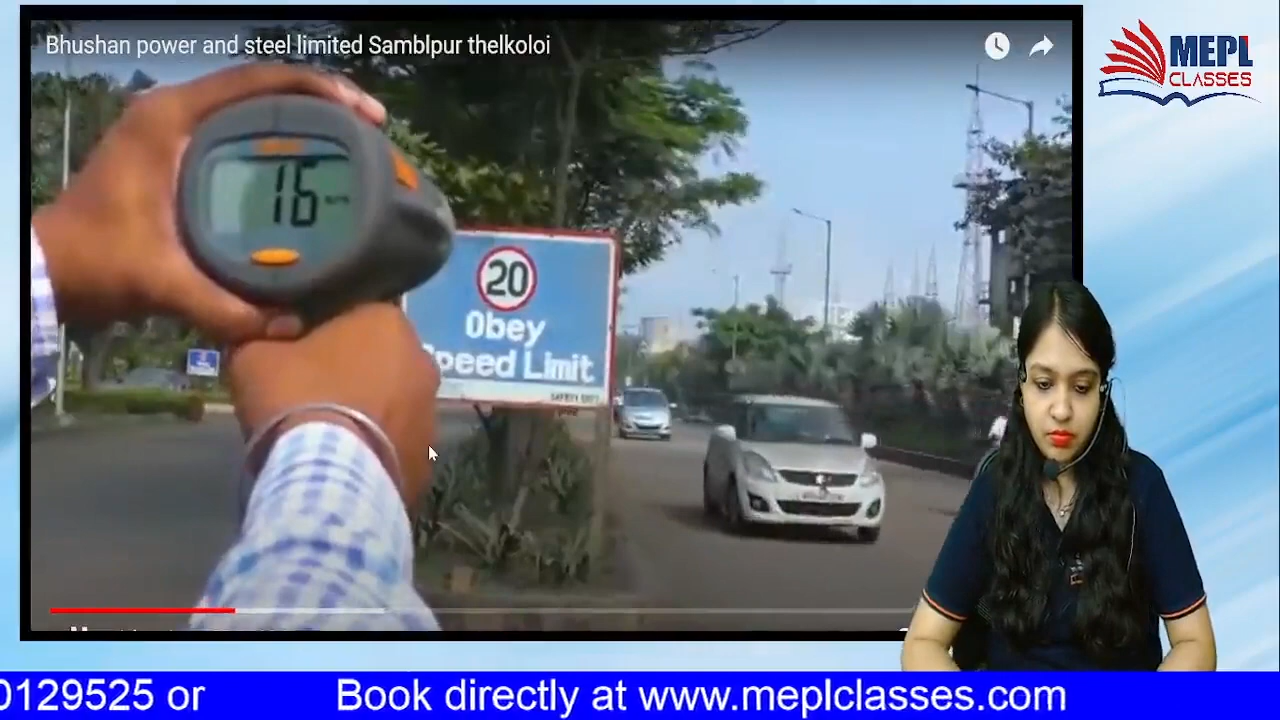 Bhushan power and steel limited Samblpur thelkoloi
MEPL
CLASSES
16
20
Obey
Speed Limit
0129525 or Book directly at www.meplclasses.com